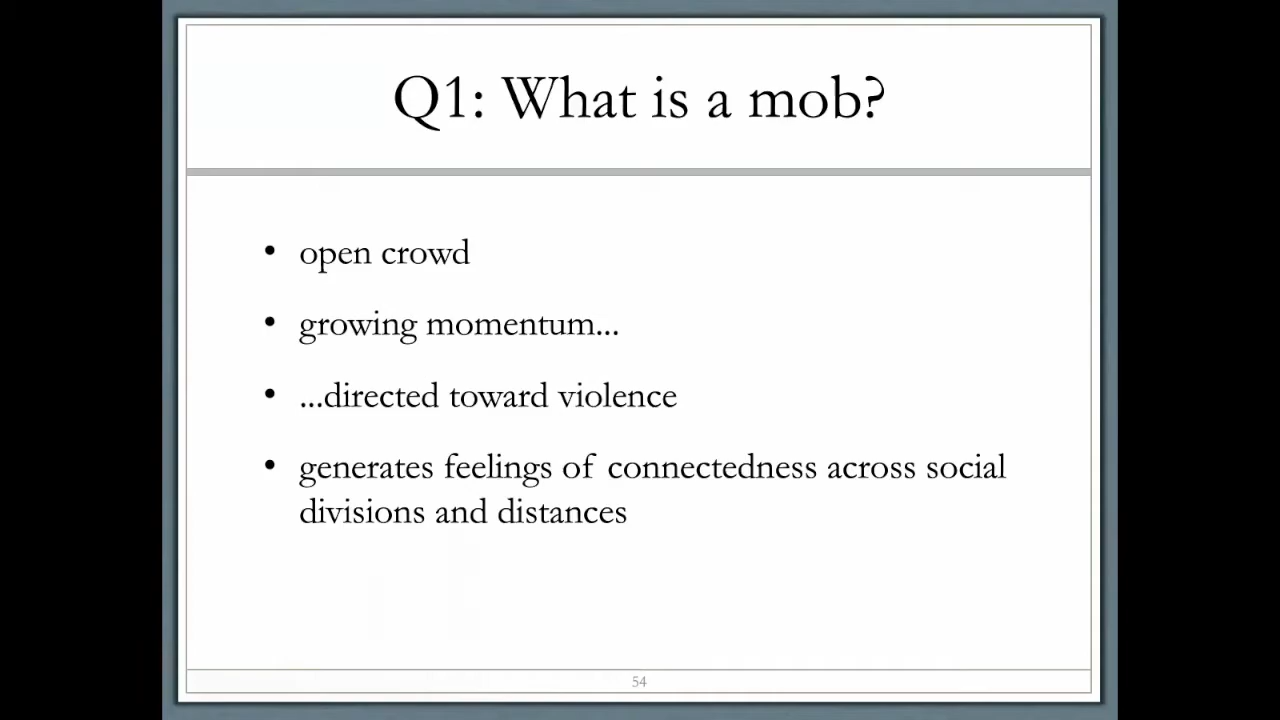 Q1: What is a mob?
• open crowd
• growing momentum...
• ...directed toward violence
• generates feelings of connectedness across social
divisions and distances
54